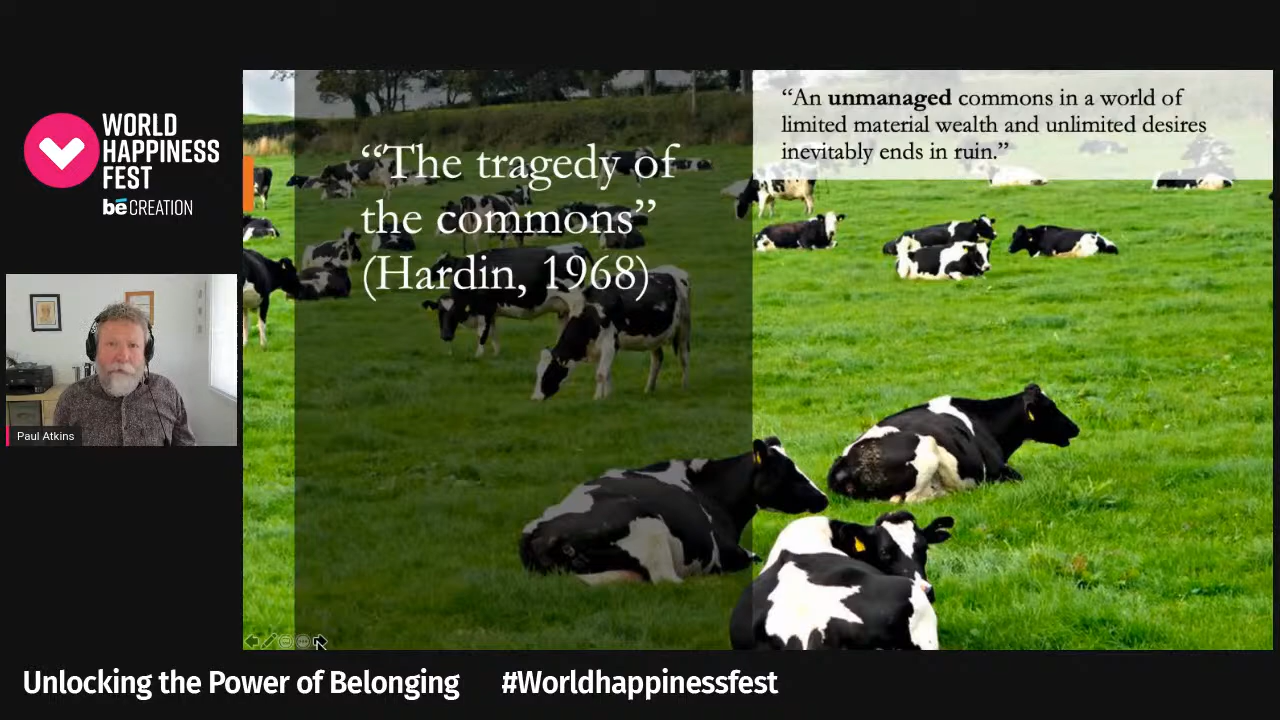 WORLD
HAPPINESS
FEST
bē CREATION
Paul Atkins
“The tragedy of
the commons”
(Hardin, 1968)
“An unmanaged commons in a world of
limited material wealth and unlimited desires
inevitably ends in ruin.”
Unlocking the Power of Belonging
#Worldhappinessfest